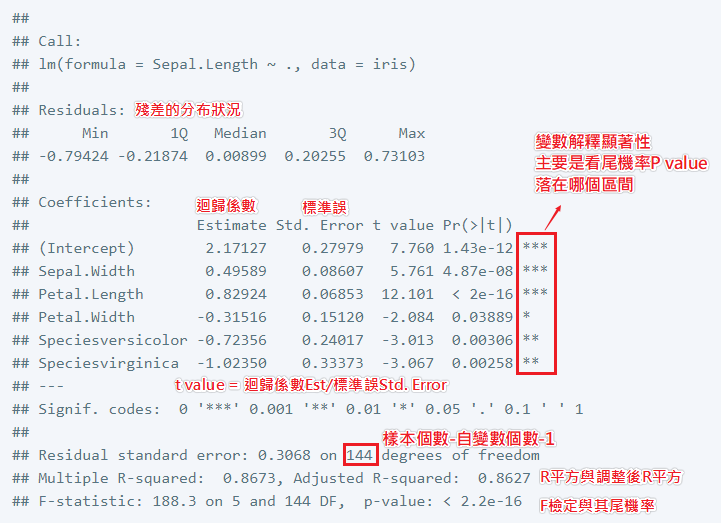 ##
## Call:
## lm(formula = Sepal.Length ~ ., data = iris)
##
## Residuals: 殘差的分布狀況
##      Min       1Q   Median       3Q      Max
## -0.79424 -0.21874  0.00899  0.20255  0.73103
##
變數解釋顯著性
主要是看尾機率P value
落在哪個區間
## Coefficients:
迴歸係數 標準誤
##                   Estimate Std. Error t value Pr(>|t|)
## (Intercept)        2.17127    0.27979   7.760 1.43e-12 ***
## Sepal.Width        0.49589    0.08607   5.761 4.87e-08 ***
## Petal.Length       0.82924    0.06853  12.101  < 2e-16 ***
## Petal.Width       -0.31516    0.15120  -2.084  0.03889 *
## Speciesversicolor -0.72356    0.24017  -3.013  0.00306 **
## Speciesvirginica  -1.02350    0.33373  -3.067  0.00258 **
## ---
t value = 迴歸係數Est/標準誤Std. Error
## Signif. codes:  0 '***' 0.001 '**' 0.01 '*' 0.05 '.' 0.1 ' ' 1
##
樣本個數-自變數個數-1
## Residual standard error: 0.3068 on 144 degrees of freedom
## Multiple R-squared:  0.8673, Adjusted R-squared:  0.8627 R平方與調整後R平方
## F-statistic: 188.3 on 5 and 144 DF,  p-value: < 2.2e-16 F檢定與其尾機率